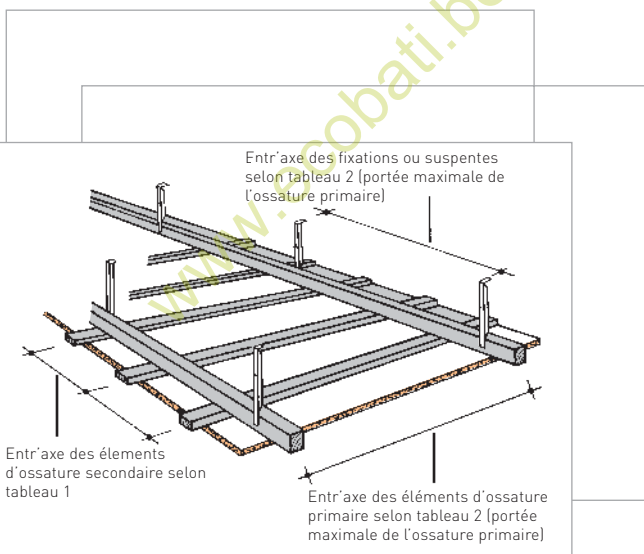 www.ecobati.be
Entr'axe des fixations ou suspentes
selon tableau 2 (portée maximale de
l'ossature primaire)
Entr'axe des élements
d'ossature secondaire selon
tableau 1
Entr'axe des éléments d'ossature
primaire selon tableau 2 (portée
maximale de l'ossature primaire)